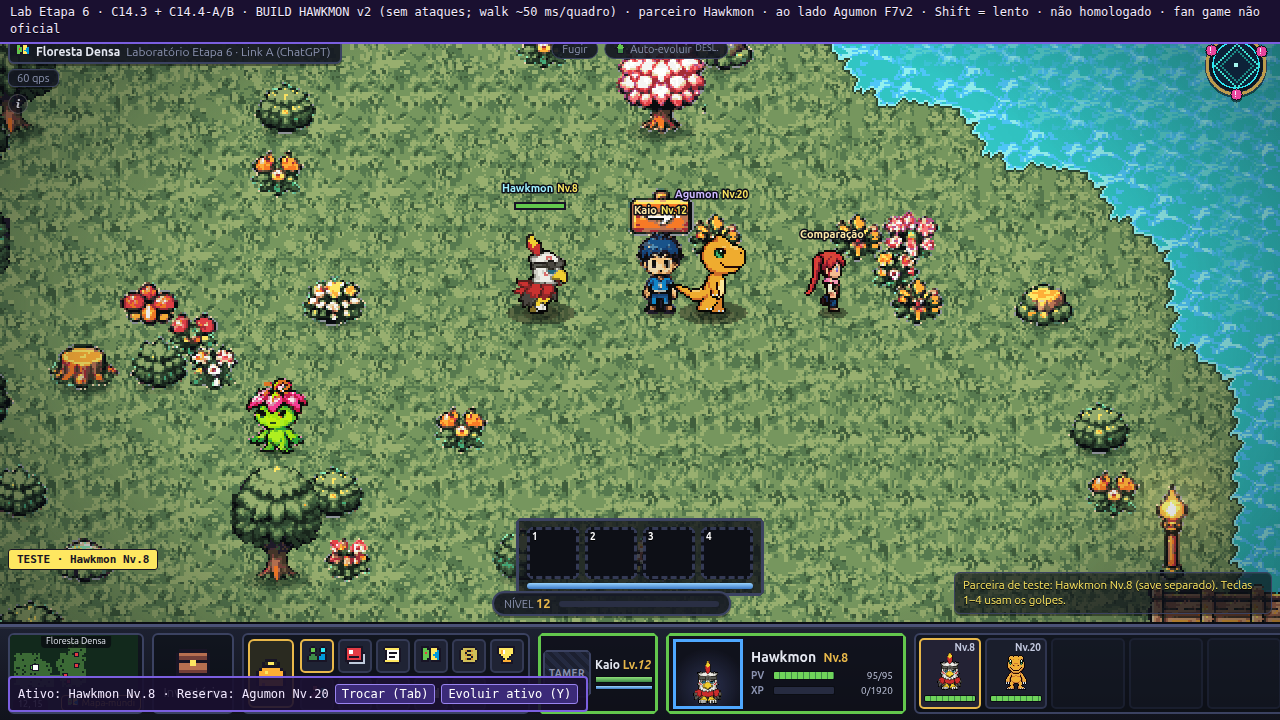 Lab Etapa 6 · C14.3 + C14.4-A/B · BUILD HAWKMON v2 (sem ataques; walk ~50 ms/quadro) · parceiro Hawkmon · ao lado Agumon F7v2 · Shift = lento · não homologado · fan game não
oficial
Floresta Densa Laboratório Etapa 6 · Link A (ChatGPT)
Fugir
Auto-evoluir DESL.
60 qps
i
Hawkmon Nv.8
Agumon Nv.20
Kaio Nv.12
Comparação
1 2 3 4
TESTE · Hawkmon Nv.8
NÍVEL 12
Parceira de teste: Hawkmon Nv.8 (save separado). Teclas
1–4 usam os golpes.
Floresta Densa
S
TAMER
Kaio Lv.12
Hawkmon Nv.8
PV 95/95
XP 0/1920
Nv.8
Nv.20
Ativo: Hawkmon Nv.8 · Reserva: Agumon Nv.20 Trocar (Tab) Evoluir ativo (Y)